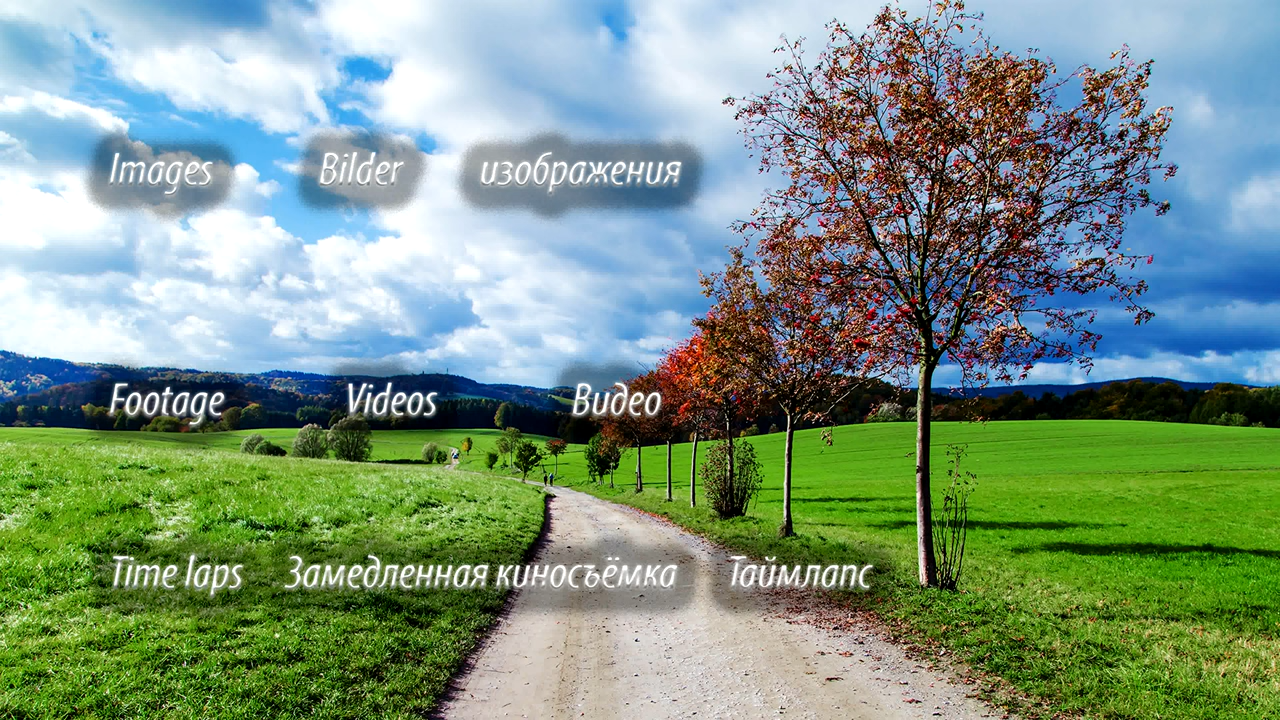 Images Bilder изображения
Footage Videos Видео
Time laps Замедленная киносъёмка Таймлапс